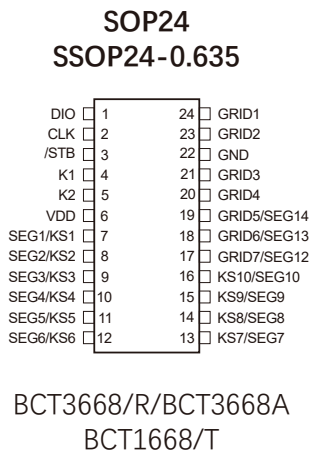 SOP24
SSOP24-0.635
DIO 1 24 GRID1
CLK 2 23 GRID2
/STB 3 22 GND
K1 4 21 GRID3
K2 5 20 GRID4
VDD 6 19 GRID5/SEG14
SEG1/KS1 7 18 GRID6/SEG13
SEG2/KS2 8 17 GRID7/SEG12
SEG3/KS3 9 16 KS10/SEG10
SEG4/KS4 10 15 KS9/SEG9
SEG5/KS5 11 14 KS8/SEG8
SEG6/KS6 12 13 KS7/SEG7
BCT3668/R/BCT3668A
BCT1668/T